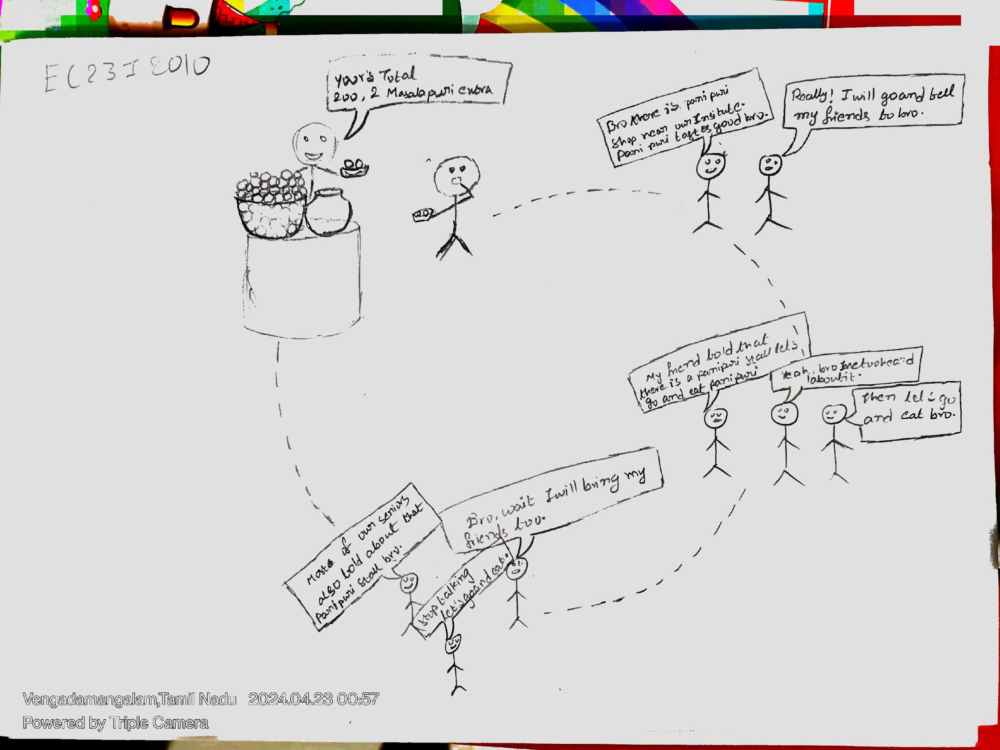 EC23I2010
Your's Total
200, 2 Masalapuri extra
Bro there is pani puri
shop near our Insitute.
Pani puri tastes good bro.
Really! I will go and tell
my friends to bro.
My friend told that
there is a panipuri stall let's
go and eat panipuri
Yeah, bro me too heard
about it.
Then let's go
and eat bro.
Most of our seniors
also told about that
Panipuri stall bro.
Bro, wait I will bring my
friends too.
Stop talking
let's go and eat.
Vengadamangalam,Tamil Nadu 2024.04.23 00:57
Powered by Triple Camera